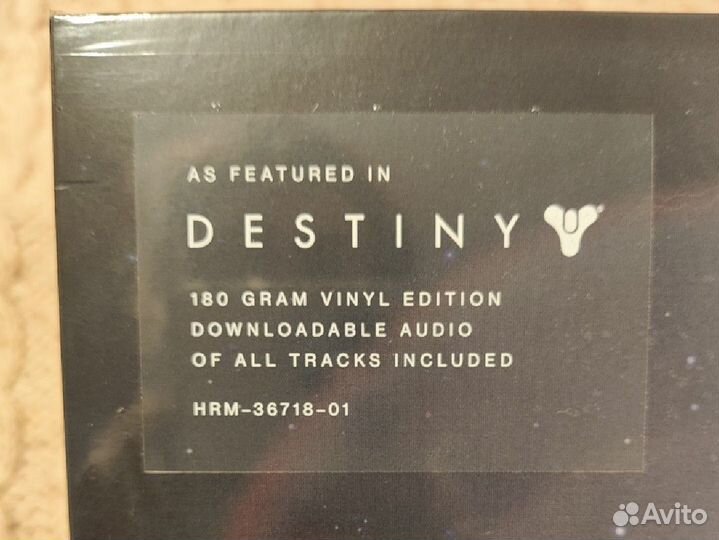 AS FEATURED IN
DESTINY
180 GRAM VINYL EDITION
DOWNLOADABLE AUDIO
OF ALL TRACKS INCLUDED
HRM-36718-01
Avito